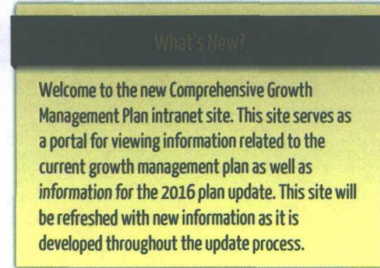 What's New?
Welcome to the new Comprehensive Growth
Management Plan intranet site. This site serves as
a portal for viewing information related to the
current growth management plan as well as
information for the 2016 plan update. This site will
be refreshed with new information as it is
developed throughout the update process.